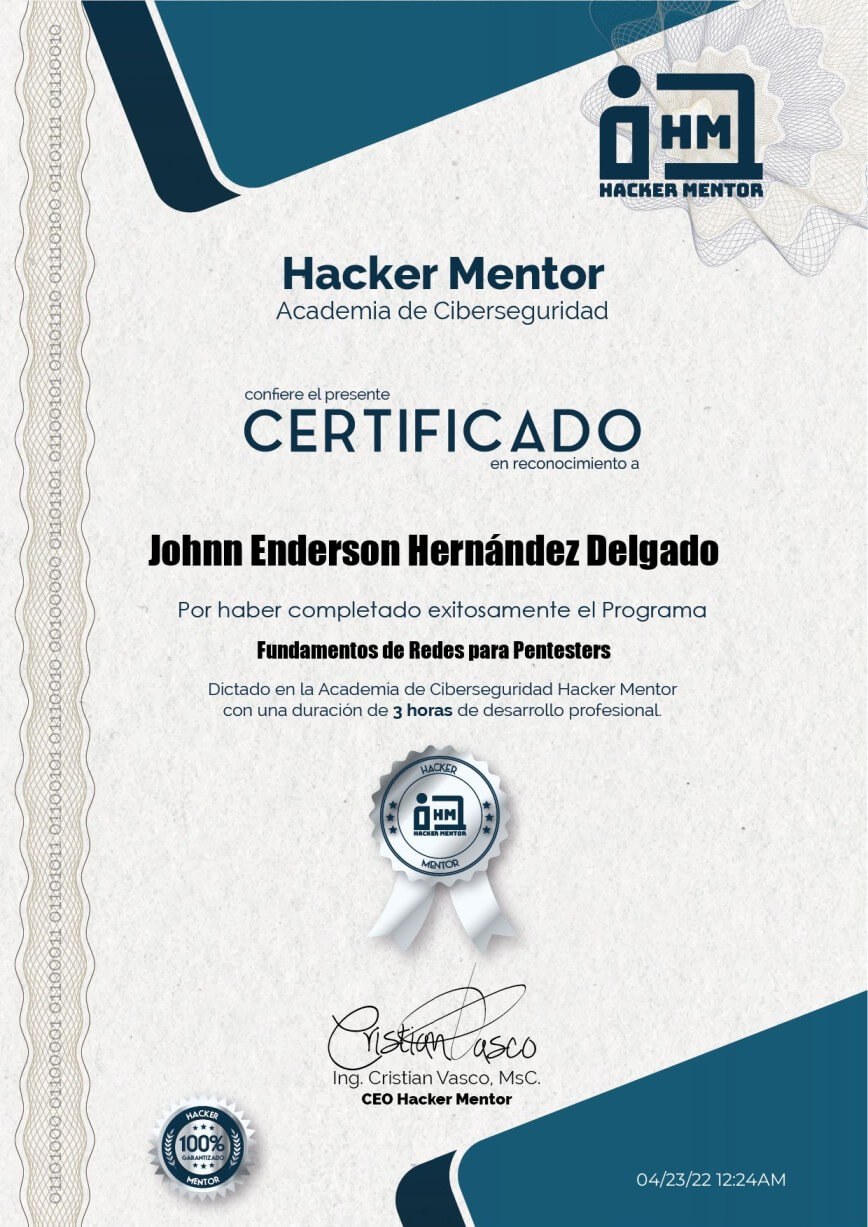 HM
HACKER MENTOR
Hacker Mentor
Academia de Ciberseguridad
confiere el presente
CERTIFICADO
en reconocimiento a
Johnn Enderson Hernández Delgado
Por haber completado exitosamente el Programa
Fundamentos de Redes para Pentesters
Dictado en la Academia de Ciberseguridad Hacker Mentor
con una duración de 3 horas de desarrollo profesional.
HACKER
HM
HACKER MENTOR
MENTOR
Cristian Vasco
Ing. Cristian Vasco, MsC.
CEO Hacker Mentor
HACKER
100%
GARANTIZADO
MENTOR
04/23/22 12:24AM
01101000 01100001 01100011 01101011 01100101 01110010 00100000 01101101 01100101 01101110 01110100 01101111 01110010